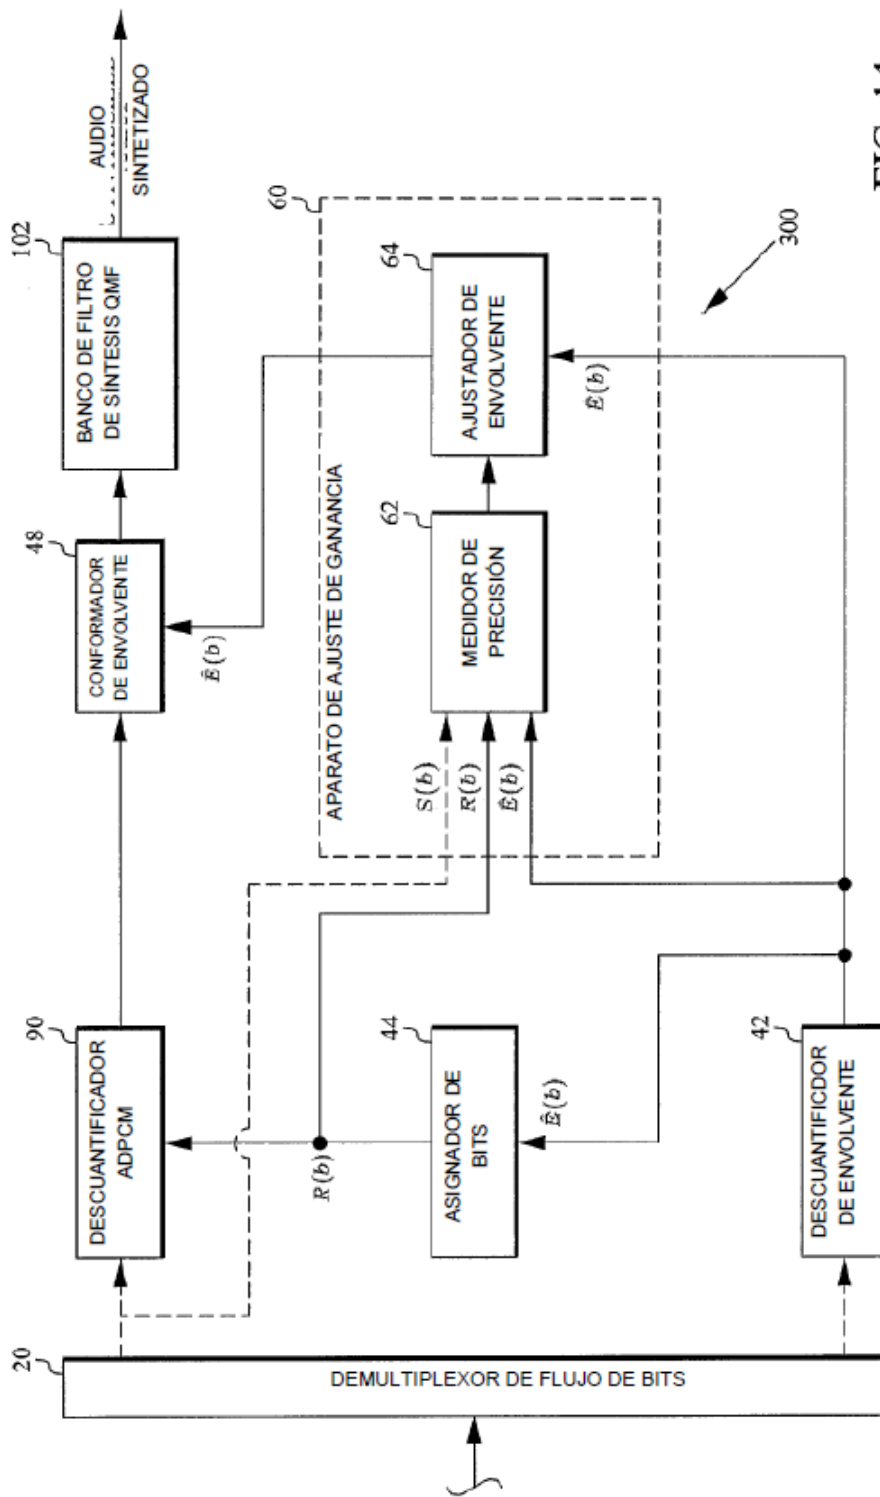 20
DEMULTIPLEXOR DE FLUJO DE BITS
90
DESCUANTIFICADOR
ADPCM
R(b)
44
ASIGNADOR DE
BITS
Ê(b)
42
DESCUANTIFICDOR
DE ENVOLVENTE
48
CONFORMADOR
DE ENVOLVENTE
Ê(b)
102
BANCO DE FILTRO
DE SÍNTESIS QMF
AUDIO
SINTETIZADO
60
APARATO DE AJUSTE DE GANANCIA
S(b)
R(b)
Ê(b)
62
MEDIDOR DE
PRECISIÓN
64
AJUSTADOR DE
ENVOLVENTE
Ê(b)
300